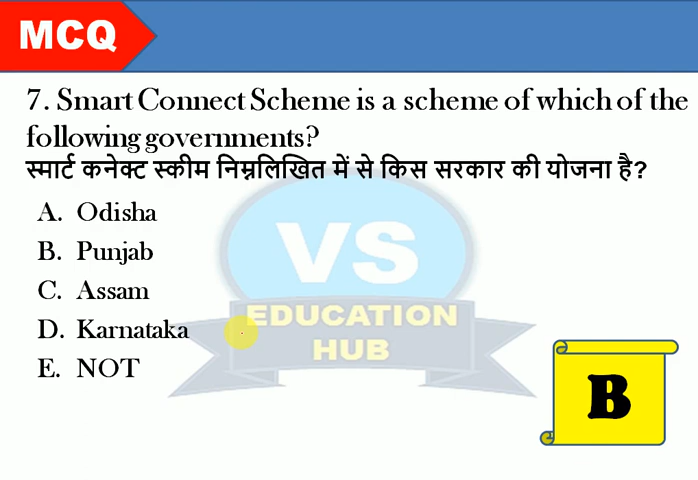 MCQ
7. Smart Connect Scheme is a scheme of which of the
following governments?
स्मार्ट कनेक्ट स्कीम निम्नलिखित में से किस सरकार की योजना है?
A. Odisha
B. Punjab
C. Assam
D. Karnataka
E. NOT
VS
EDUCATION
HUB
B